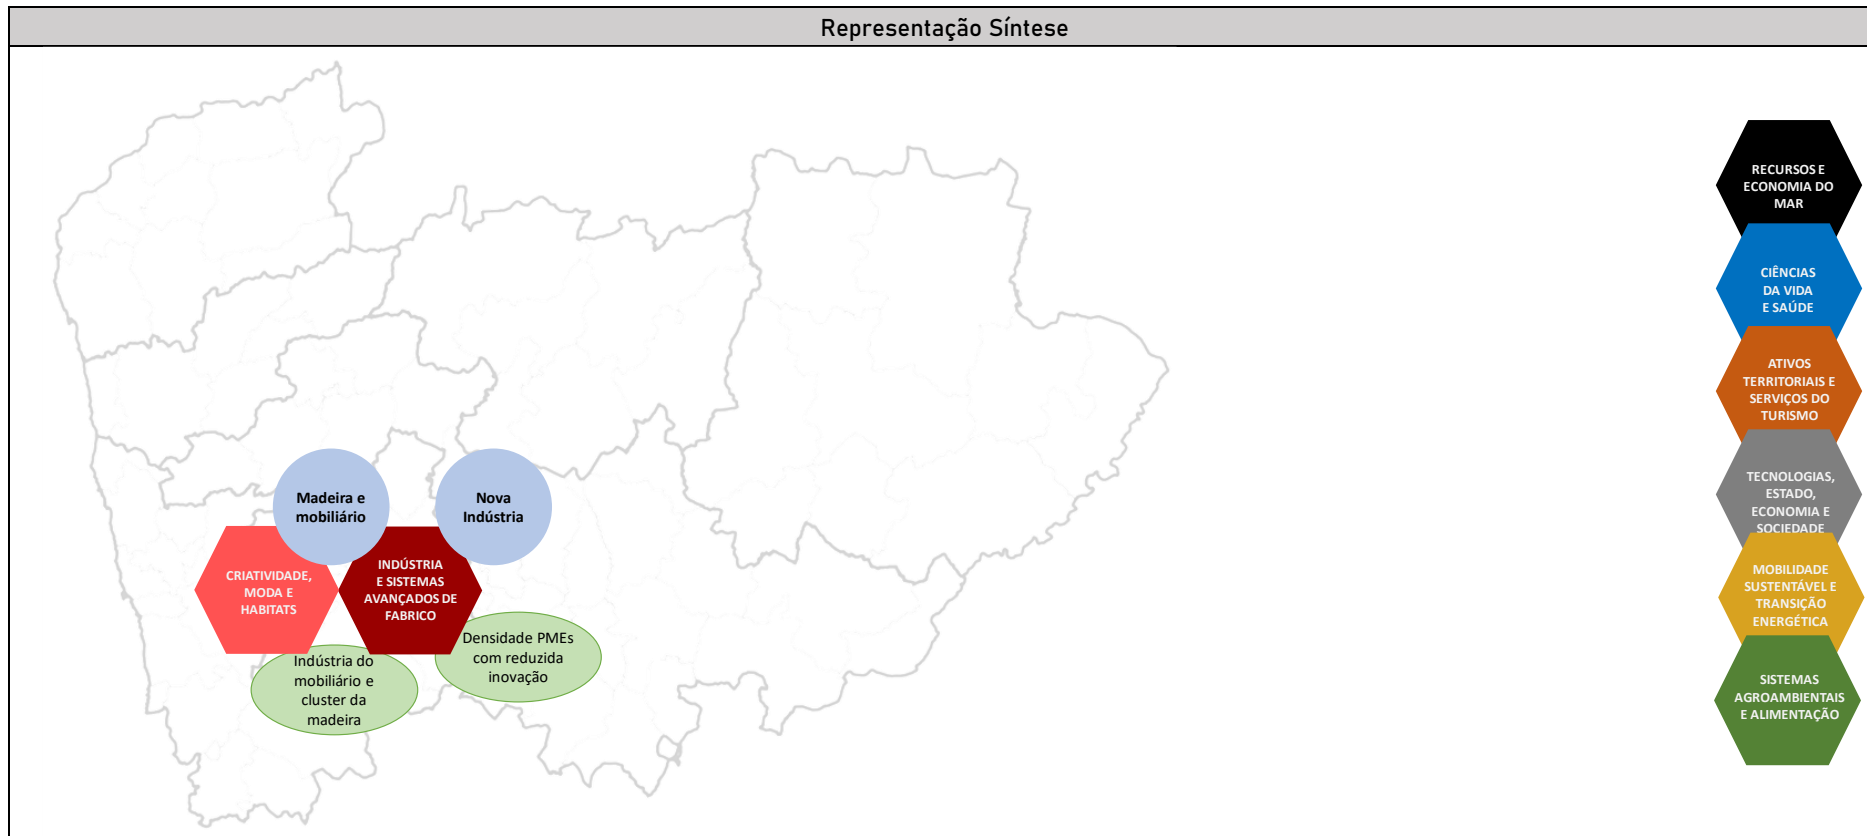 Representação Síntese
Madeira e
mobiliário
Nova
Indústria
CRIATIVIDADE,
MODA E
HABITATS
INDÚSTRIA
E SISTEMAS
AVANÇADOS DE
FABRICO
Indústria do
mobiliário e
cluster da
madeira
Densidade PMEs
com reduzida
inovação
RECURSOS E
ECONOMIA DO
MAR
CIÊNCIAS
DA VIDA
E SAÚDE
ATIVOS
TERRITORIAIS E
SERVIÇOS DO
TURISMO
TECNOLOGIAS,
ESTADO,
ECONOMIA E
SOCIEDADE
MOBILIDADE
SUSTENTÁVEL E
TRANSIÇÃO
ENERGÉTICA
SISTEMAS
AGROAMBIENTAIS
E ALIMENTAÇÃO